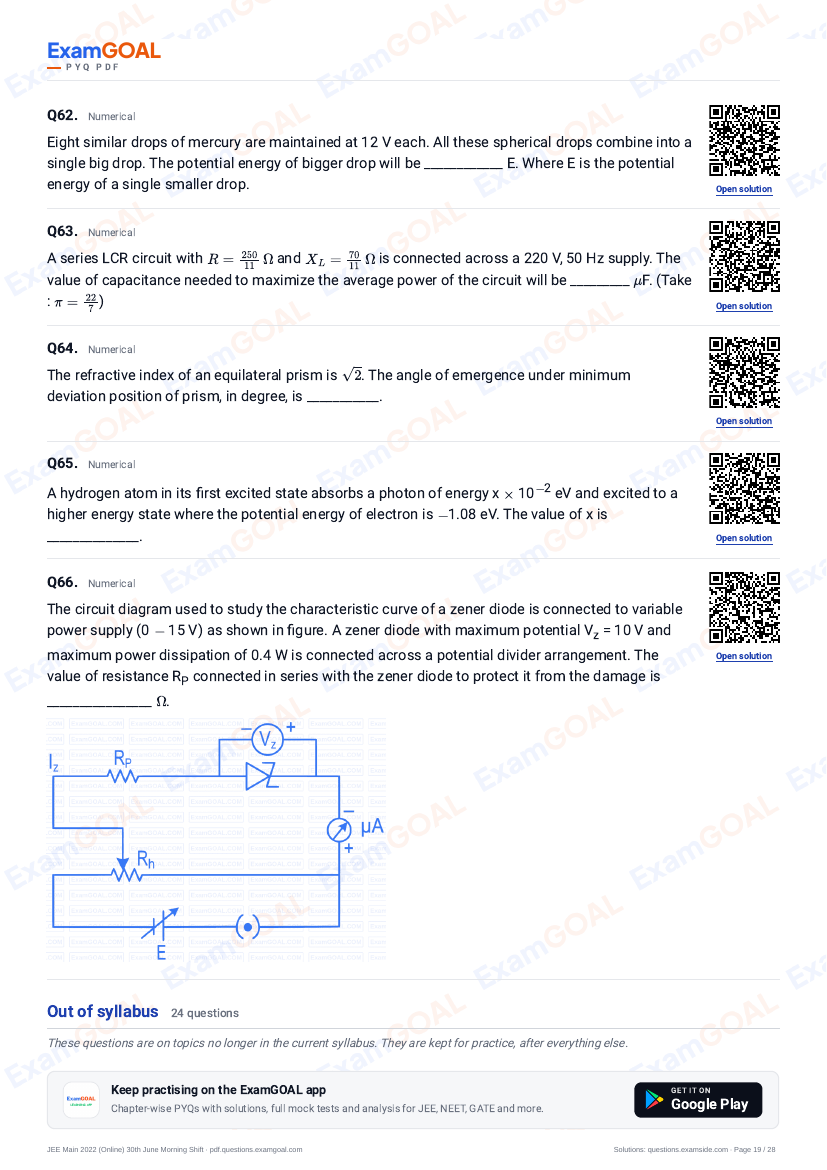 ExamGOAL
PYQ PDF
Q62. Numerical
Eight similar drops of mercury are maintained at 12 V each. All these spherical drops combine into a
single big drop. The potential energy of bigger drop will be ____________ E. Where E is the potential
energy of a single smaller drop.
Open solution
Q63. Numerical
A series LCR circuit with R = 250/11 Ω and X_L = 70/11 Ω is connected across a 220 V, 50 Hz supply. The
value of capacitance needed to maximize the average power of the circuit will be _________ μF. (Take
: π = 22/7)
Open solution
Q64. Numerical
The refractive index of an equilateral prism is √2. The angle of emergence under minimum
deviation position of prism, in degree, is ___________.
Open solution
Q65. Numerical
A hydrogen atom in its first excited state absorbs a photon of energy x × 10⁻² eV and excited to a
higher energy state where the potential energy of electron is −1.08 eV. The value of x is
______________.
Open solution
Q66. Numerical
The circuit diagram used to study the characteristic curve of a zener diode is connected to variable
power supply (0 − 15 V) as shown in figure. A zener diode with maximum potential V_z = 10 V and
maximum power dissipation of 0.4 W is connected across a potential divider arrangement. The
value of resistance R_P connected in series with the zener diode to protect it from the damage is
________________ Ω.
Open solution
− V_z +
I_z R_P
−
μA
+
R_h
E
Out of syllabus 24 questions
These questions are on topics no longer in the current syllabus. They are kept for practice, after everything else.
ExamGOAL
Keep practising on the ExamGOAL app
Chapter-wise PYQs with solutions, full mock tests and analysis for JEE, NEET, GATE and more.
GET IT ON
Google Play
JEE Main 2022 (Online) 30th June Morning Shift · pdf.questions.examgoal.com
Solutions: questions.examside.com · Page 19 / 28